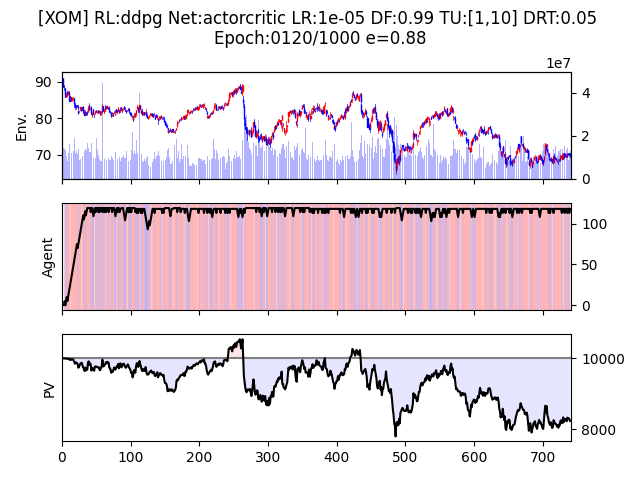 [XOM] RL:ddpg Net:actorcritic LR:1e-05 DF:0.99 TU:[1,10] DRT:0.05
Epoch:0120/1000 e=0.88
1e7
Env.
90
80
70
4
2
0
Agent
100
50
0
PV
10000
8000
0 100 200 300 400 500 600 700